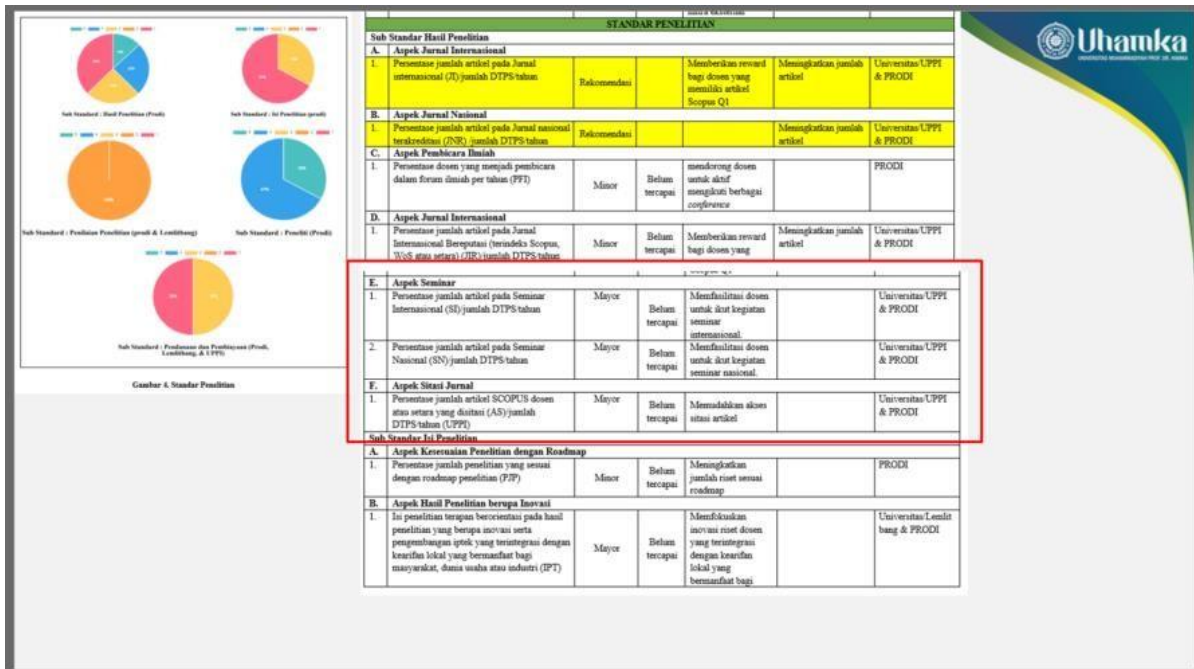 Uhamka
Sub Standard : Hasil Penelitian (Prodi)
Sub Standard : Isi Penelitian (prodi)
Sub Standard : Penilaian Penelitian (prodi & Lemlitbang)
Sub Standard : Peneliti (Prodi)
Sub Standard : Pendanaan dan Pembiayaan (Prodi,
Lemlitbang, & UPPS)
Gambar 4. Standar Penelitian
STANDAR PENELITIAN
Sub Standar Hasil Penelitian
A. Aspek Jurnal Internasional
1. Persentase jumlah artikel pada Jurnal
internasional (JI)/jumlah DTPS/tahun
Rekomendasi
Memberikan reward
bagi dosen yang
memiliki artikel
Scopus Q1
Meningkatkan jumlah
artikel
Universitas/UPPI
& PRODI
B. Aspek Jurnal Nasional
1. Persentase jumlah artikel pada Jurnal nasional
terakreditasi (JNR) /jumlah DTPS/tahun
Rekomendasi
Meningkatkan jumlah
artikel
Universitas/UPPI
& PRODI
C. Aspek Pembicara Ilmiah
1. Persentase dosen yang menjadi pembicara
dalam forum ilmiah per tahun (PFI)
Minor
Belum
tercapai
mendorong dosen
untuk aktif
mengikuti berbagai
conference
PRODI
D. Aspek Jurnal Internasional
1. Persentase jumlah artikel pada Jurnal
Internasional Bereputasi (terindeks Scopus,
WoS atau setara) (JIR)/jumlah DTPS/tahun
Minor
Belum
tercapai
Memberikan reward
bagi dosen yang
Meningkatkan jumlah
artikel
Universitas/UPPI
& PRODI
E. Aspek Seminar
1. Persentase jumlah artikel pada Seminar
Internasional (SI)/jumlah DTPS/tahun
Mayor
Belum
tercapai
Memfasilitasi dosen
untuk ikut kegiatan
seminar
internasional.
Universitas/UPPI
& PRODI
2. Persentase jumlah artikel pada Seminar
Nasional (SN)/jumlah DTPS/tahun
Mayor
Belum
tercapai
Memfasilitasi dosen
untuk ikut kegiatan
seminar nasional.
Universitas/UPPI
& PRODI
F. Aspek Sitasi Jurnal
1. Persentase jumlah artikel SCOPUS dosen
atau setara yang disitasi (AS)/jumlah
DTPS/tahun (UPPI)
Mayor
Belum
tercapai
Memudahkan akses
sitasi artikel
Universitas/UPPI
& PRODI
Sub Standar Isi Penelitian
A. Aspek Kesesuaian Penelitian dengan Roadmap
1. Persentase jumlah penelitian yang sesuai
dengan roadmap penelitian (PJP)
Minor
Belum
tercapai
Meningkatkan
jumlah riset sesuai
roadmap
PRODI
B. Aspek Hasil Penelitian berupa Inovasi
1. Isi penelitian terapan berorientasi pada hasil
penelitian yang berupa inovasi serta
pengembangan iptek yang terintegrasi dengan
kearifan lokal yang bermanfaat bagi
masyarakat, dunia usaha atau industri (IPT)
Mayor
Belum
tercapai
Memfokuskan
inovasi riset dosen
yang terintegrasi
dengan kearifan
lokal yang
bermanfaat bagi
Universitas/Lemlit
bang & PRODI